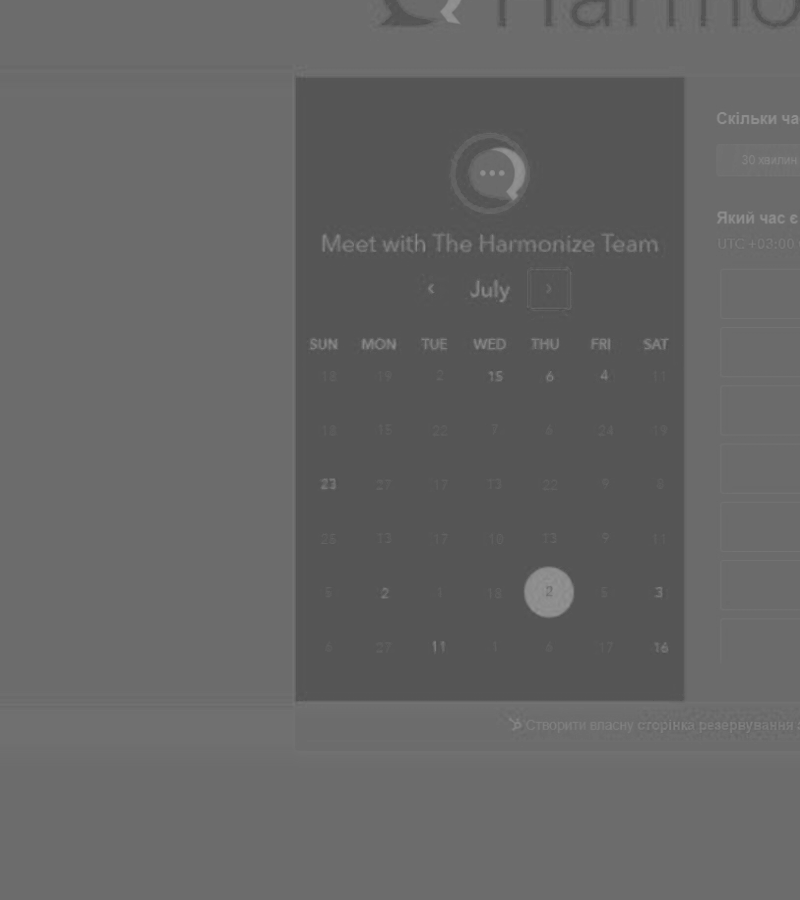 Harmo
Скільки ча
30 хвилин
Meet with The Harmonize Team
Який час є
UTC +03:00
‹ July ›
SUN MON TUE WED THU FRI SAT
18 19 2 15 6 4 11
18 15 22 7 6 24 19
23 27 17 13 22 9 8
25 13 17 18 13 9 11
5 2 1 18 2 5 3
6 27 11 1 6 17 16
Створити власну сторінка резервування